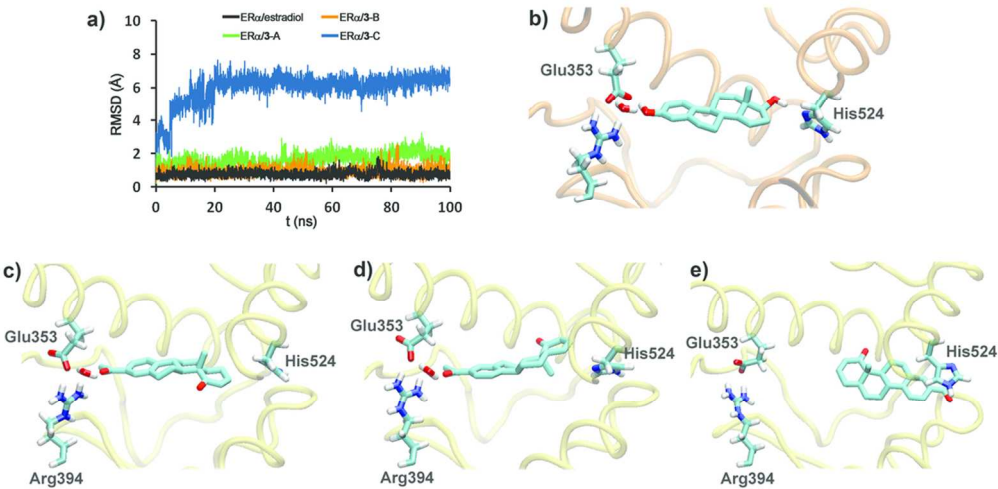 a)
ERα/estradiol
ERα/3-B
ERα/3-A
ERα/3-C
10
8
6
4
2
0
RMSD (Å)
0 20 40 60 80 100
t (ns)
b)
Glu353
His524
c)
Glu353
His524
Arg394
d)
Glu353
His524
Arg394
e)
Glu353
His524
Arg394